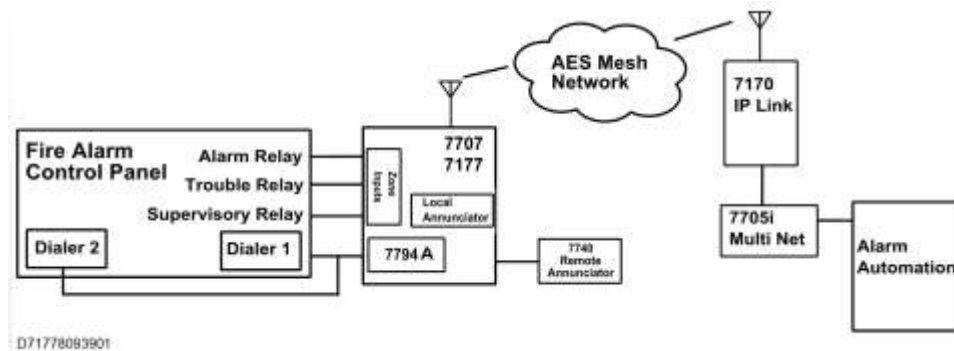 AES Mesh
Network
7170
IP Link
Fire Alarm
Control Panel
Alarm Relay
Trouble Relay
Supervisory Relay
Dialer 2
Dialer 1
7707
7177
Zone
Inputs
Local
Annunciator
7794 A
7740
Remote
Annunciator
7705i
Multi Net
Alarm
Automation
D71778093901